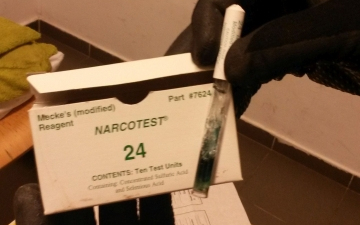 Mecke's (modified)
Reagent
Part #7624
NARCOTEST®
24
CONTENTS: Ten Test Units
Containing: Concentrated Sulfuric Acid
and Selenious Acid